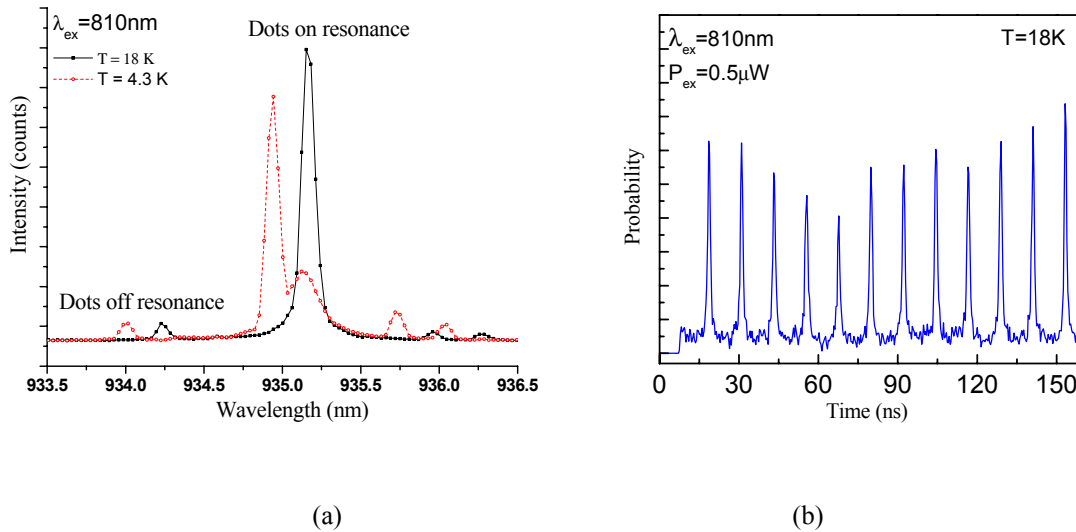 λex=810nm
T = 18 K
T = 4.3 K
Dots on resonance
Dots off resonance
Intensity (counts)
933.5 934.0 934.5 935.0 935.5 936.0 936.5
Wavelength (nm)
(a)
λex=810nm
T=18K
Pex=0.5μW
Probability
0 30 60 90 120 150
Time (ns)
(b)